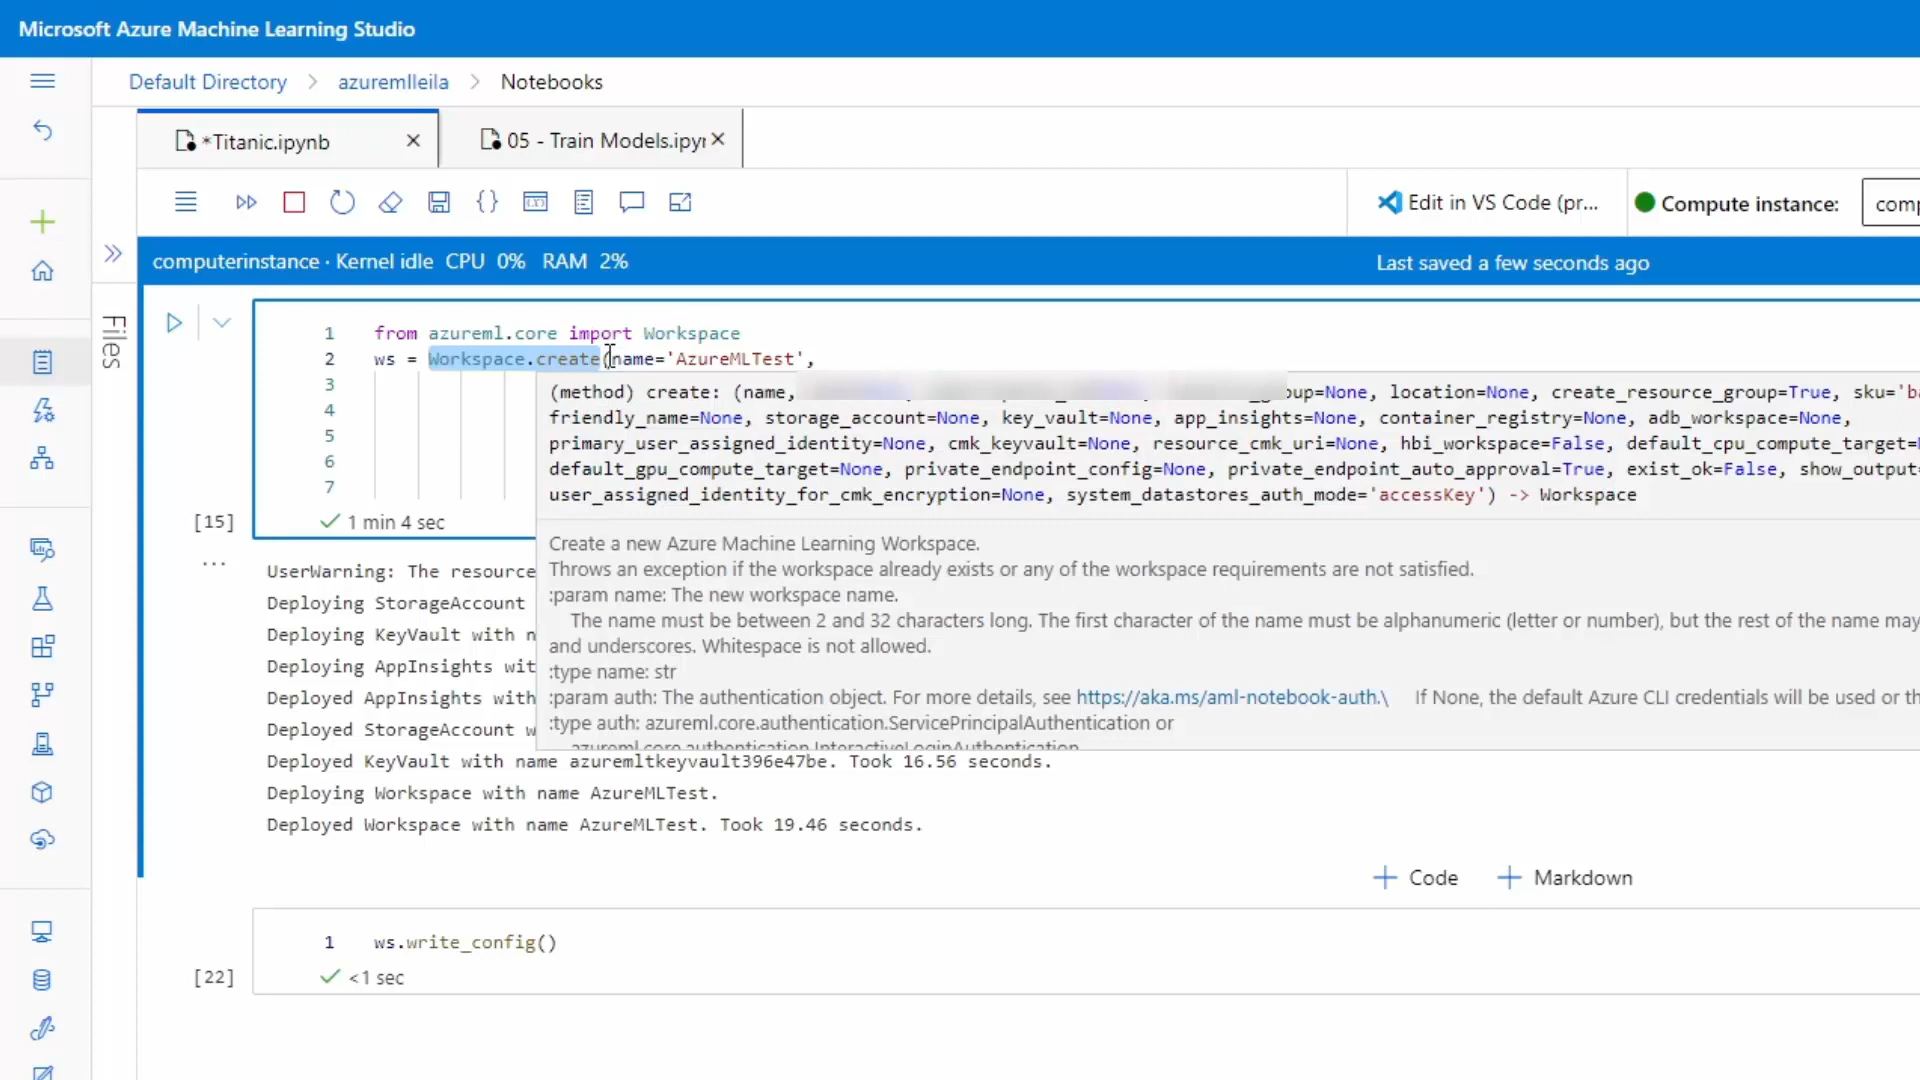 Microsoft Azure Machine Learning Studio
Default Directory > azuremlleila > Notebooks
*Titanic.ipynb
05 - Train Models.ipyr
Edit in VS Code (pr...
Compute instance:
comp
computerinstance · Kernel idle CPU 0% RAM 2%
Last saved a few seconds ago
Files
1 from azureml.core import Workspace
2 ws = Workspace.create(name='AzureMLTest',
3
4
5
6
7
(method) create: (name,
oup=None, location=None, create_resource_group=True, sku='ba
friendly_name=None, storage_account=None, key_vault=None, app_insights=None, container_registry=None, adb_workspace=None,
primary_user_assigned_identity=None, cmk_keyvault=None, resource_cmk_uri=None, hbi_workspace=False, default_cpu_compute_target=
default_gpu_compute_target=None, private_endpoint_config=None, private_endpoint_auto_approval=True, exist_ok=False, show_output=
user_assigned_identity_for_cmk_encryption=None, system_datastores_auth_mode='accessKey') -> Workspace
[15]
1 min 4 sec
Create a new Azure Machine Learning Workspace.
Throws an exception if the workspace already exists or any of the workspace requirements are not satisfied.
:param name: The new workspace name.
The name must be between 2 and 32 characters long. The first character of the name must be alphanumeric (letter or number), but the rest of the name may
and underscores. Whitespace is not allowed.
:type name: str
:param auth: The authentication object. For more details, see https://aka.ms/aml-notebook-auth.\ If None, the default Azure CLI credentials will be used or th
:type auth: azureml.core.authentication.ServicePrincipalAuthentication or
azureml.core.authentication.InteractiveLoginAuthentication
...
UserWarning: The resource
Deploying StorageAccount
Deploying KeyVault with n
Deploying AppInsights wit
Deployed AppInsights with
Deployed StorageAccount w
Deployed KeyVault with name azuremltkeyvault396e47be. Took 16.56 seconds.
Deploying Workspace with name AzureMLTest.
Deployed Workspace with name AzureMLTest. Took 19.46 seconds.
+ Code + Markdown
1 ws.write_config()
[22]
<1 sec